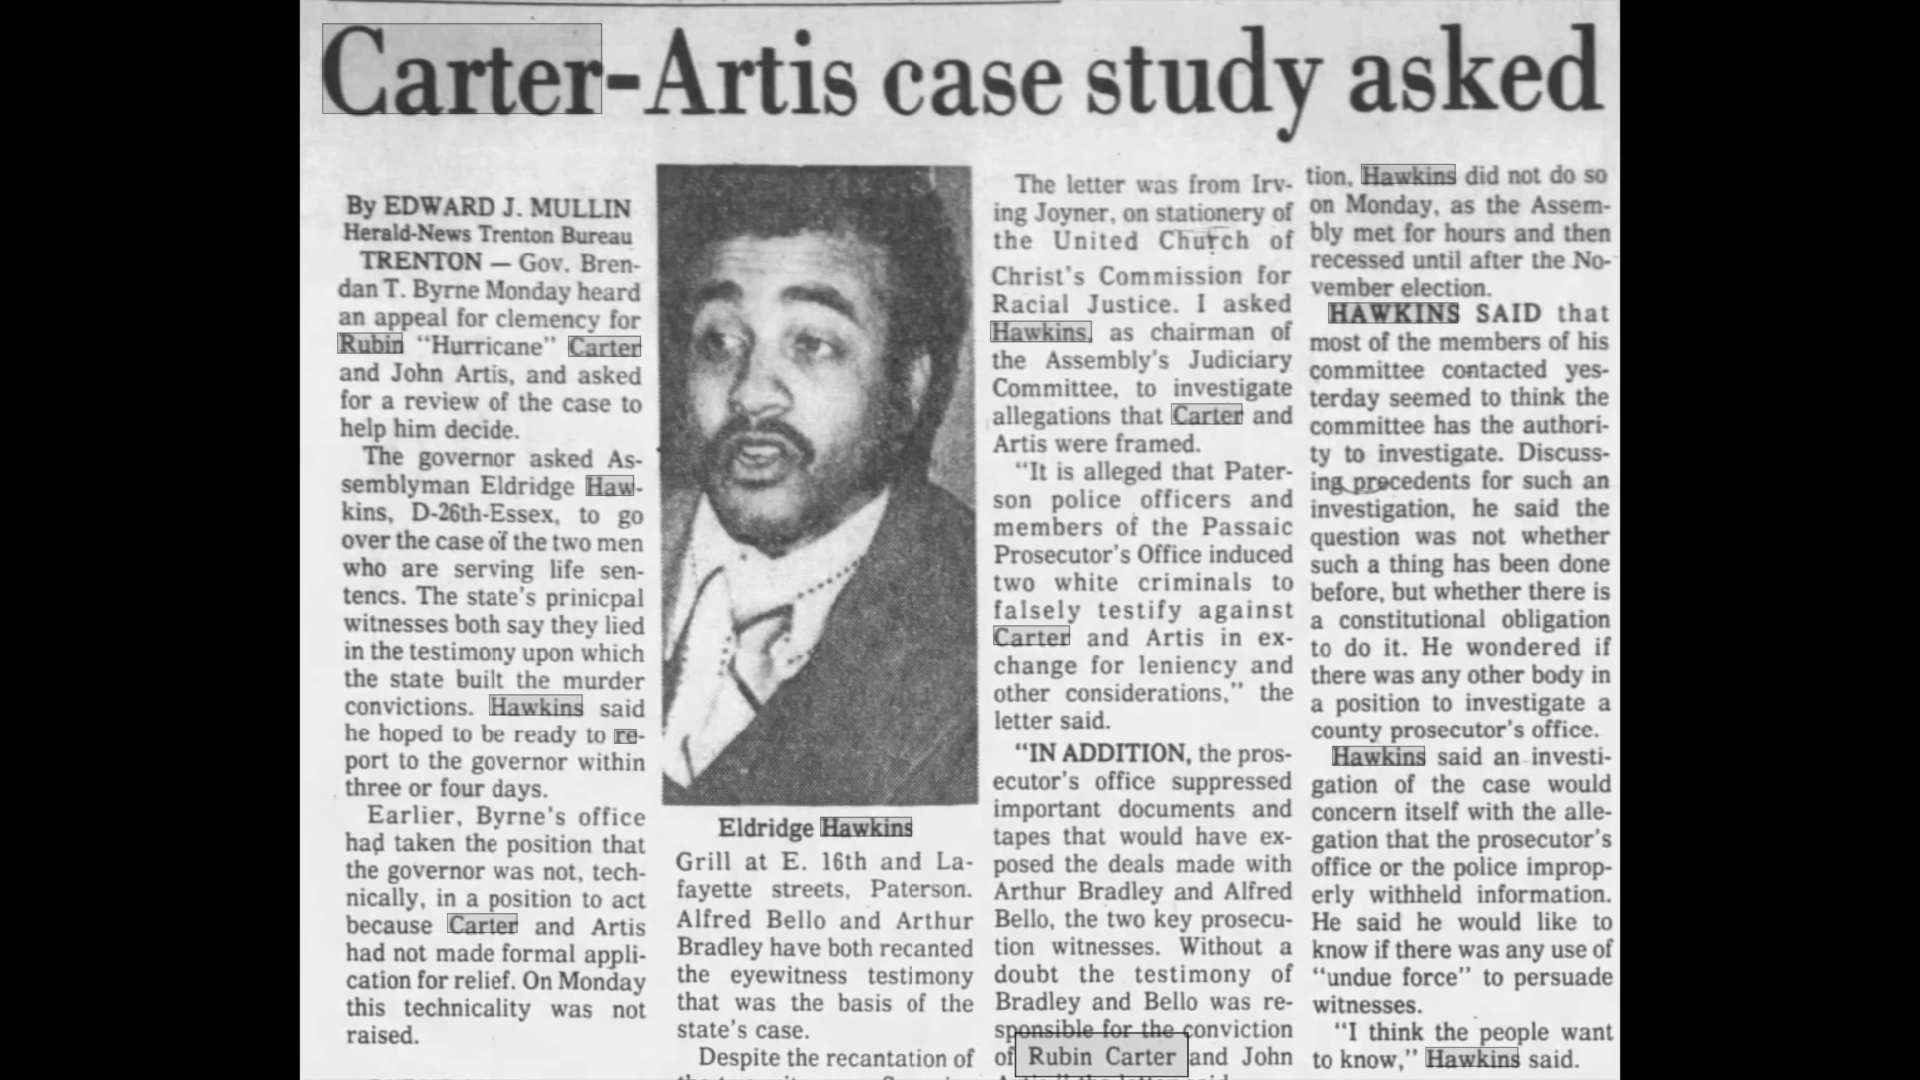 Carter-Artis case study asked
By EDWARD J. MULLIN
Herald-News Trenton Bureau
TRENTON — Gov. Bren-
dan T. Byrne Monday heard
an appeal for clemency for
Rubin "Hurricane" Carter
and John Artis, and asked
for a review of the case to
help him decide.
The governor asked As-
semblyman Eldridge Haw-
kins, D-26th-Essex, to go
over the case of the two men
who are serving life sen-
tencs. The state's prinicpal
witnesses both say they lied
in the testimony upon which
the state built the murder
convictions. Hawkins said
he hoped to be ready to re-
port to the governor within
three or four days.
Earlier, Byrne's office
had taken the position that
the governor was not, tech-
nically, in a position to act
because Carter and Artis
had not made formal appli-
cation for relief. On Monday
this technicality was not
raised.
Eldridge Hawkins
Grill at E. 16th and La-
fayette streets, Paterson.
Alfred Bello and Arthur
Bradley have both recanted
the eyewitness testimony
that was the basis of the
state's case.
Despite the recantation of
The letter was from Irv-
ing Joyner, on stationery of
the United Church of
Christ's Commission for
Racial Justice. I asked
Hawkins, as chairman of
the Assembly's Judiciary
Committee, to investigate
allegations that Carter and
Artis were framed.
"It is alleged that Pater-
son police officers and
members of the Passaic
Prosecutor's Office induced
two white criminals to
falsely testify against
Carter and Artis in ex-
change for leniency and
other considerations," the
letter said.
"IN ADDITION, the pros-
ecutor's office suppressed
important documents and
tapes that would have ex-
posed the deals made with
Arthur Bradley and Alfred
Bello, the two key prosecu-
tion witnesses. Without a
doubt the testimony of
Bradley and Bello was re-
sponsible for the conviction
of Rubin Carter and John
tion, Hawkins did not do so
on Monday, as the Assem-
bly met for hours and then
recessed until after the No-
vember election.
HAWKINS SAID that
most of the members of his
committee contacted yes-
terday seemed to think the
committee has the authori-
ty to investigate. Discuss-
ing precedents for such an
investigation, he said the
question was not whether
such a thing has been done
before, but whether there is
a constitutional obligation
to do it. He wondered if
there was any other body in
a position to investigate a
county prosecutor's office.
Hawkins said an investi-
gation of the case would
concern itself with the alle-
gation that the prosecutor's
office or the police improp-
erly withheld information.
He said he would like to
know if there was any use of
"undue force" to persuade
witnesses.
"I think the people want
to know," Hawkins said.